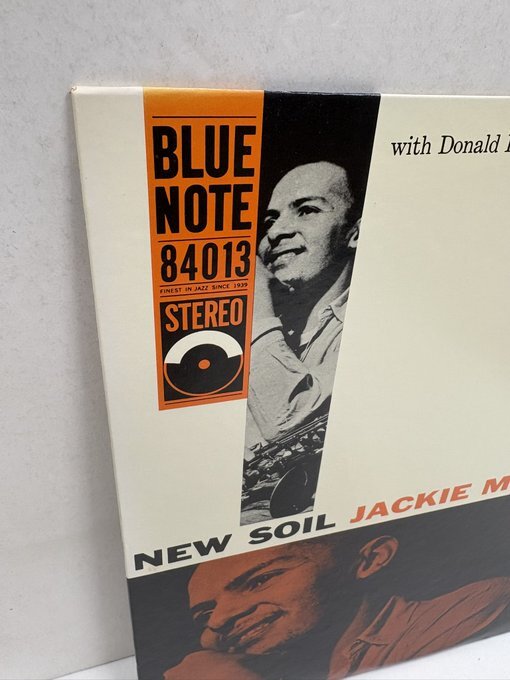 BLUE
NOTE
84013
FINEST IN JAZZ SINCE 1939
STEREO
with Donald
NEW SOIL JACKIE M